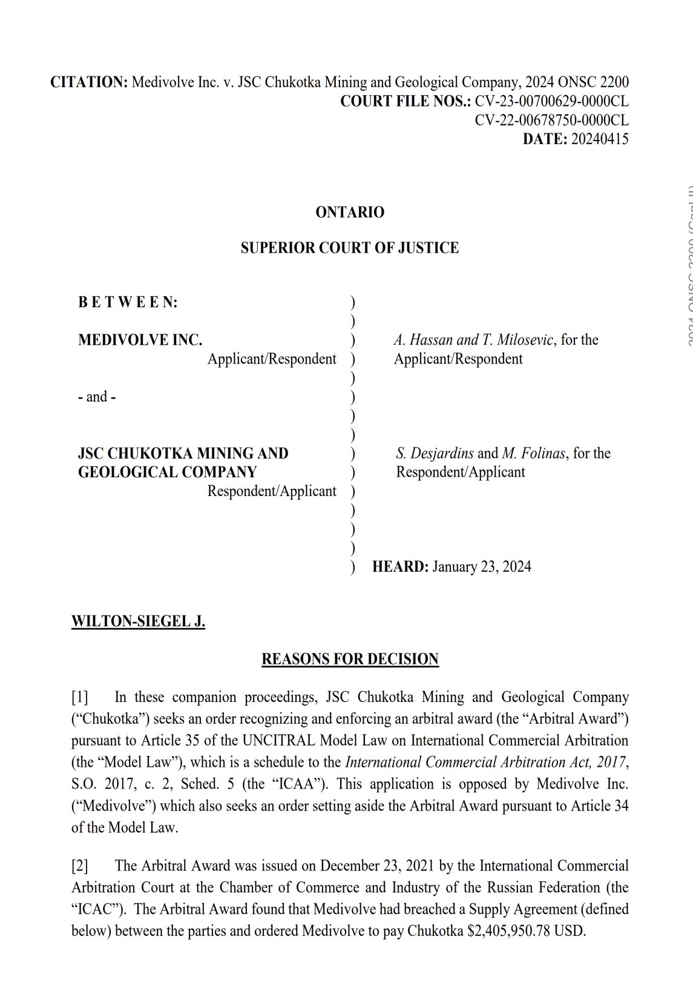 CITATION: Medivolve Inc. v. JSC Chukotka Mining and Geological Company, 2024 ONSC 2200
COURT FILE NOS.: CV-23-00700629-0000CL
CV-22-00678750-0000CL
DATE: 20240415
ONTARIO
SUPERIOR COURT OF JUSTICE
B E T W E E N: )
)
MEDIVOLVE INC. ) A. Hassan and T. Milosevic, for the
Applicant/Respondent ) Applicant/Respondent
)
- and - )
)
)
JSC CHUKOTKA MINING AND ) S. Desjardins and M. Folinas, for the
GEOLOGICAL COMPANY ) Respondent/Applicant
Respondent/Applicant )
)
)
)
) HEARD: January 23, 2024
WILTON-SIEGEL J.
REASONS FOR DECISION
[1] In these companion proceedings, JSC Chukotka Mining and Geological Company
(“Chukotka”) seeks an order recognizing and enforcing an arbitral award (the “Arbitral Award”)
pursuant to Article 35 of the UNCITRAL Model Law on International Commercial Arbitration
(the “Model Law”), which is a schedule to the International Commercial Arbitration Act, 2017,
S.O. 2017, c. 2, Sched. 5 (the “ICAA”). This application is opposed by Medivolve Inc.
(“Medivolve”) which also seeks an order setting aside the Arbitral Award pursuant to Article 34
of the Model Law.
[2] The Arbitral Award was issued on December 23, 2021 by the International Commercial
Arbitration Court at the Chamber of Commerce and Industry of the Russian Federation (the
“ICAC”). The Arbitral Award found that Medivolve had breached a Supply Agreement (defined
below) between the parties and ordered Medivolve to pay Chukotka $2,405,950.78 USD.
2024 ONSC 2200 (CanLII)